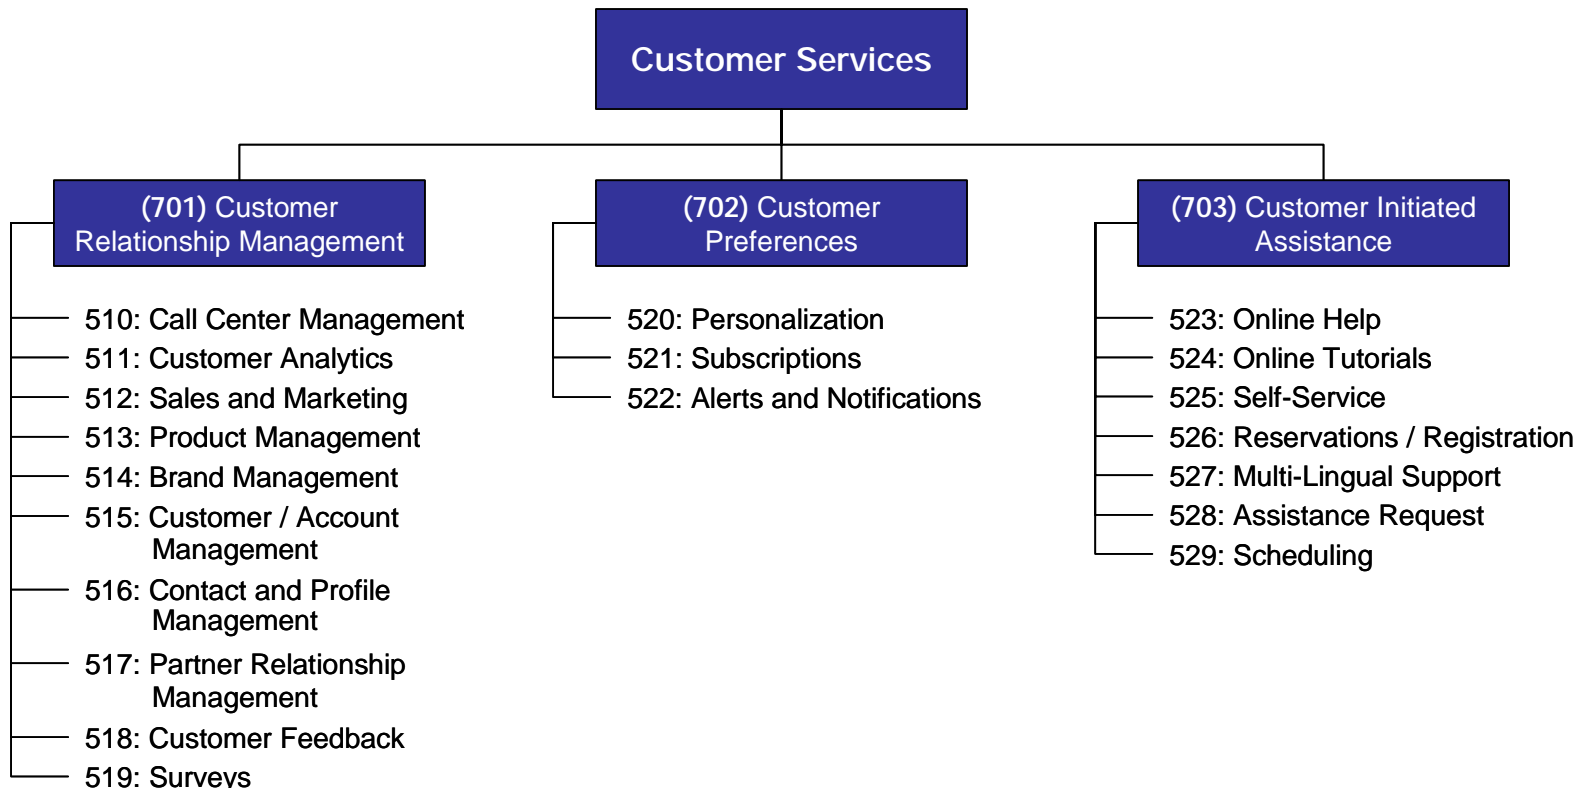 Customer Services
(701) Customer
Relationship Management
510: Call Center Management
511: Customer Analytics
512: Sales and Marketing
513: Product Management
514: Brand Management
515: Customer / Account
Management
516: Contact and Profile
Management
517: Partner Relationship
Management
518: Customer Feedback
519: Surveys
(702) Customer
Preferences
520: Personalization
521: Subscriptions
522: Alerts and Notifications
(703) Customer Initiated
Assistance
523: Online Help
524: Online Tutorials
525: Self-Service
526: Reservations / Registration
527: Multi-Lingual Support
528: Assistance Request
529: Scheduling